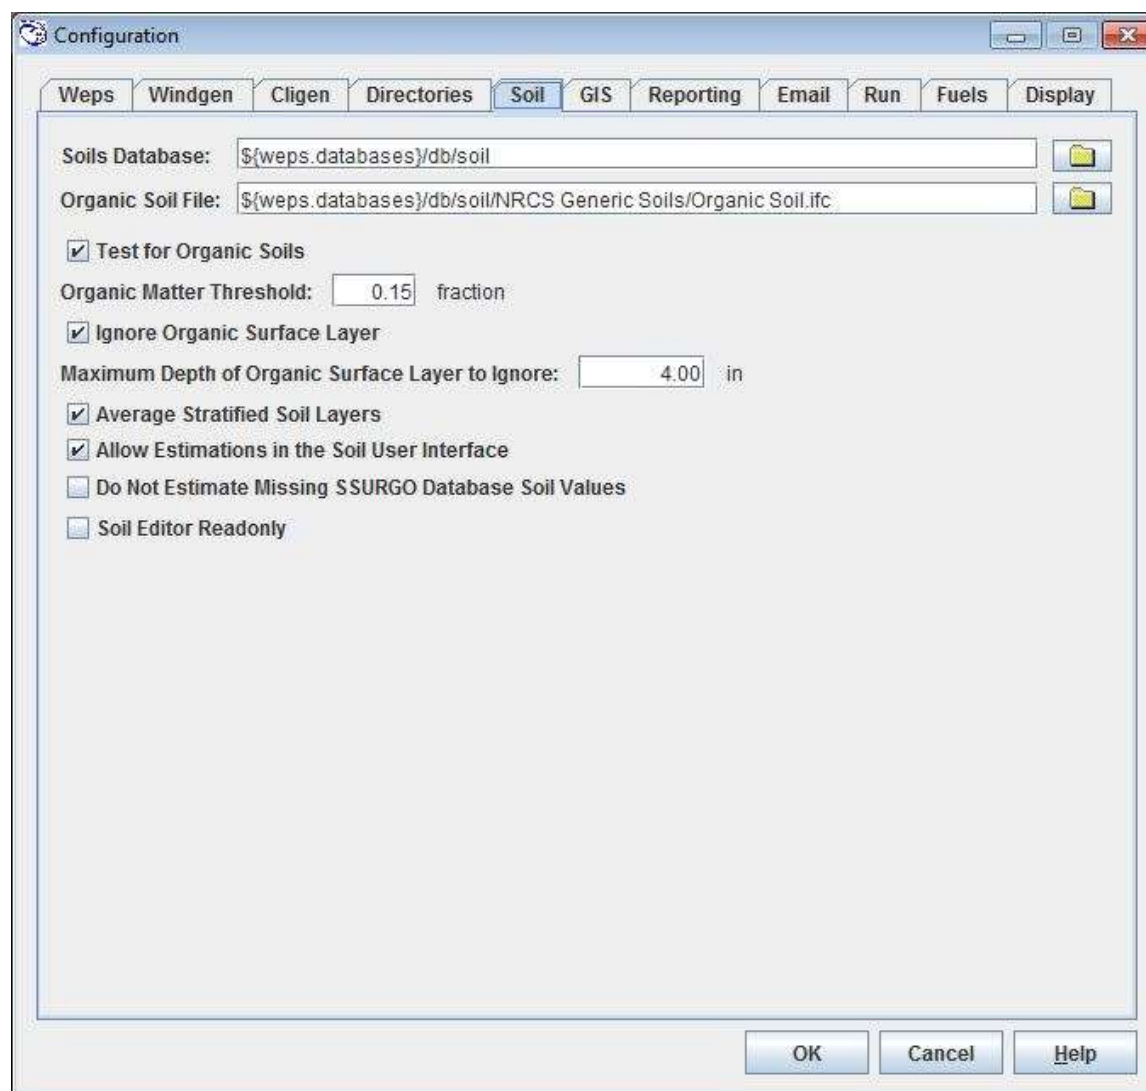 Configuration
Weps Windgen Cligen Directories Soil GIS Reporting Email Run Fuels Display
Soils Database: ${weps.databases}/db/soil
Organic Soil File: ${weps.databases}/db/soil/NRCS Generic Soils/Organic Soil.ifc
Test for Organic Soils
Organic Matter Threshold: 0.15 fraction
Ignore Organic Surface Layer
Maximum Depth of Organic Surface Layer to Ignore: 4.00 in
Average Stratified Soil Layers
Allow Estimations in the Soil User Interface
Do Not Estimate Missing SSURGO Database Soil Values
Soil Editor Readonly
OK Cancel Help